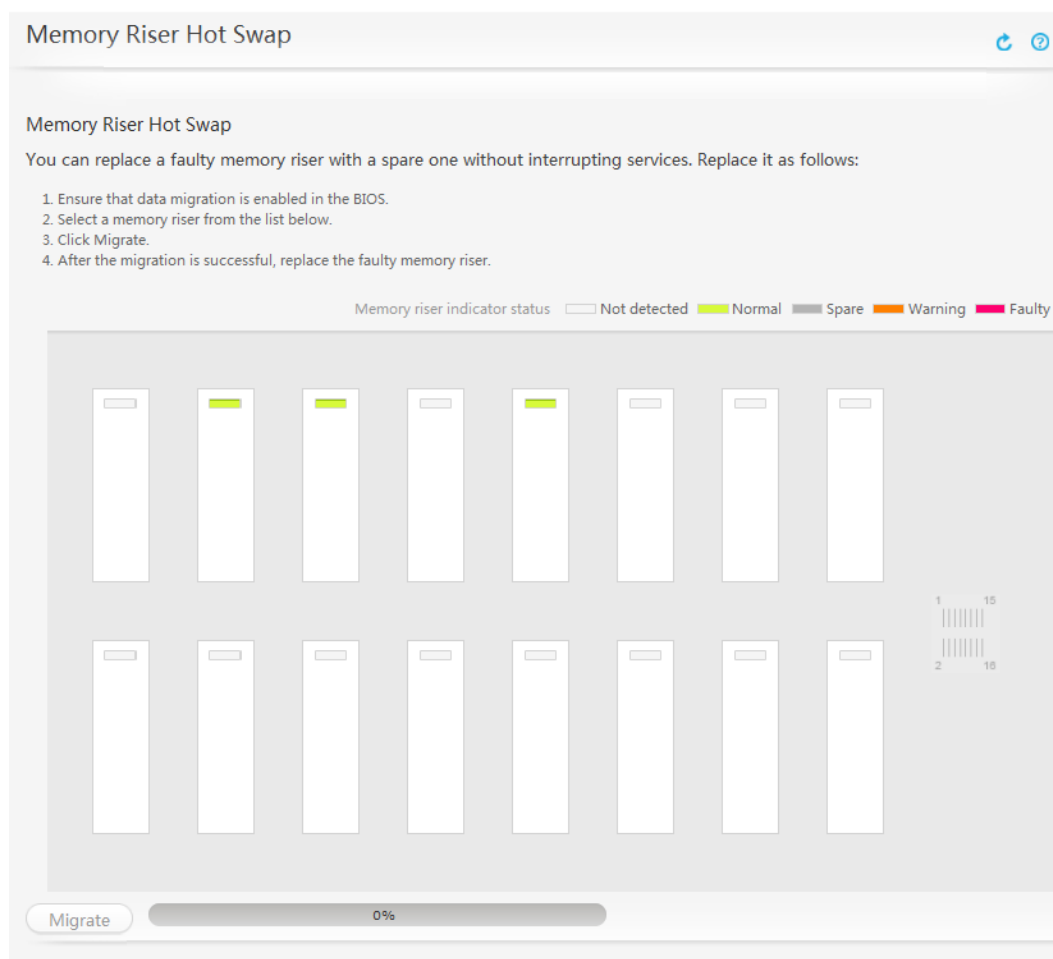 Memory Riser Hot Swap
Memory Riser Hot Swap
You can replace a faulty memory riser with a spare one without interrupting services. Replace it as follows:
1. Ensure that data migration is enabled in the BIOS.
2. Select a memory riser from the list below.
3. Click Migrate.
4. After the migration is successful, replace the faulty memory riser.
Memory riser indicator status Not detected Normal Spare Warning Faulty
1 15
2 16
Migrate 0%